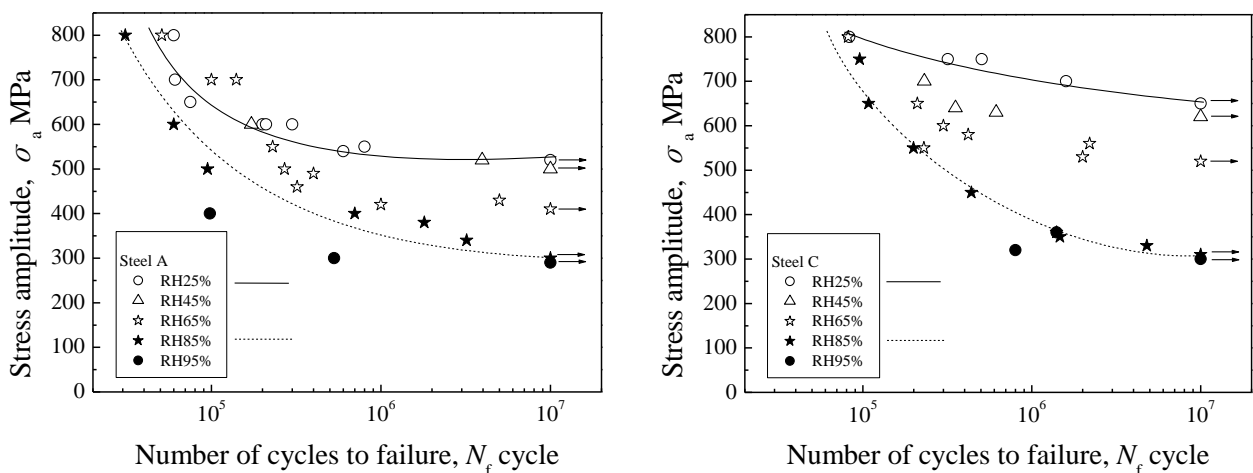 800
700
600
500
400
300
200
100
0
Stress amplitude, σa MPa
Steel A
RH25%
RH45%
RH65%
RH85%
RH95%
10^5
10^6
10^7
Number of cycles to failure, Nf cycle
800
700
600
500
400
300
200
100
0
Stress amplitude, σa MPa
Steel C
RH25%
RH45%
RH65%
RH85%
RH95%
10^5
10^6
10^7
Number of cycles to failure, Nf cycle